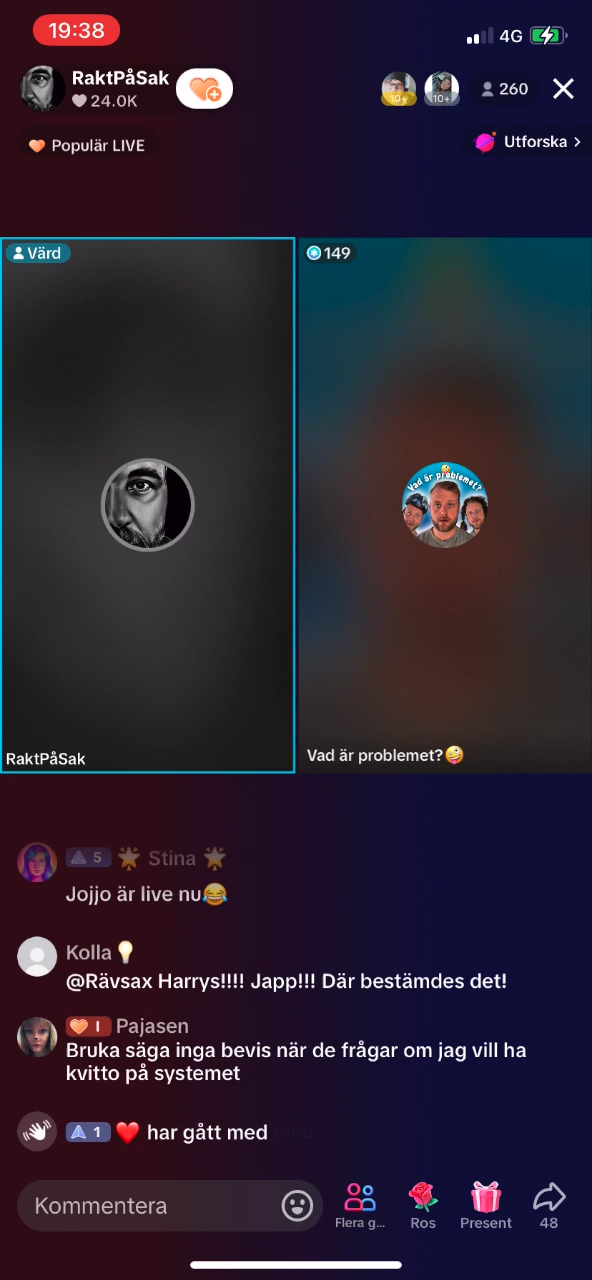 19:38
4G
RaktPåSak
24.0K
10+
10+
260
Populär LIVE
Utforska
Värd
149
Vad är problemet?
RaktPåSak
Vad är problemet?🤪
5 🌟 Stina 🌟
Jojjo är live nu😂
Kolla💡
@Rävsax Harrys!!!! Japp!!! Där bestämdes det!
I Pajasen
Bruka säga inga bevis när de frågar om jag vill ha
kvitto på systemet
1 ❤️ har gått med
Kommentera
Flera g...
Ros
Present
48